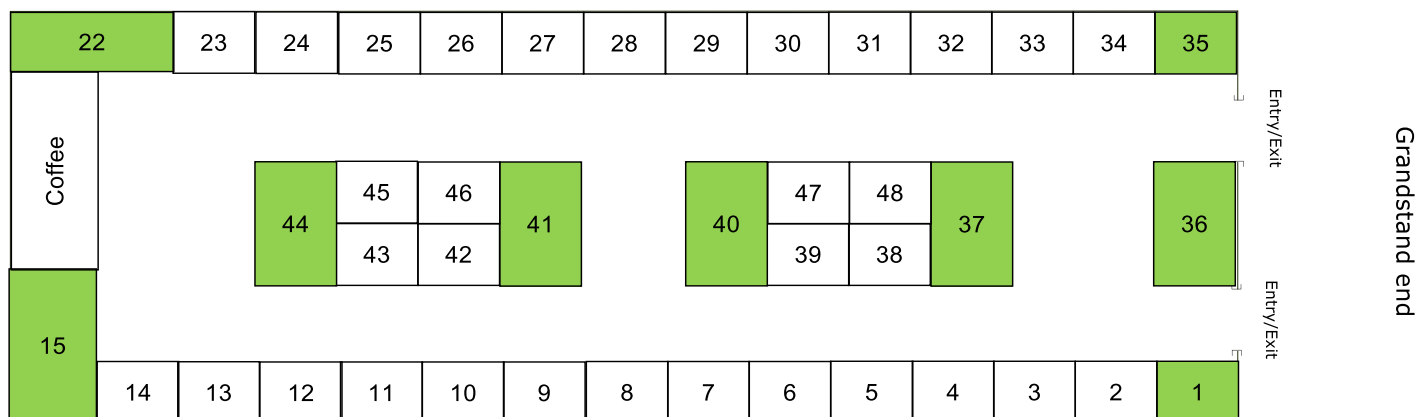 22 23 24 25 26 27 28 29 30 31 32 33 34 35
Entry/Exit
Coffee
Grandstand end
44 45 46 41 40 47 48 37 36
43 42 39 38
Entry/Exit
15
14 13 12 11 10 9 8 7 6 5 4 3 2 1